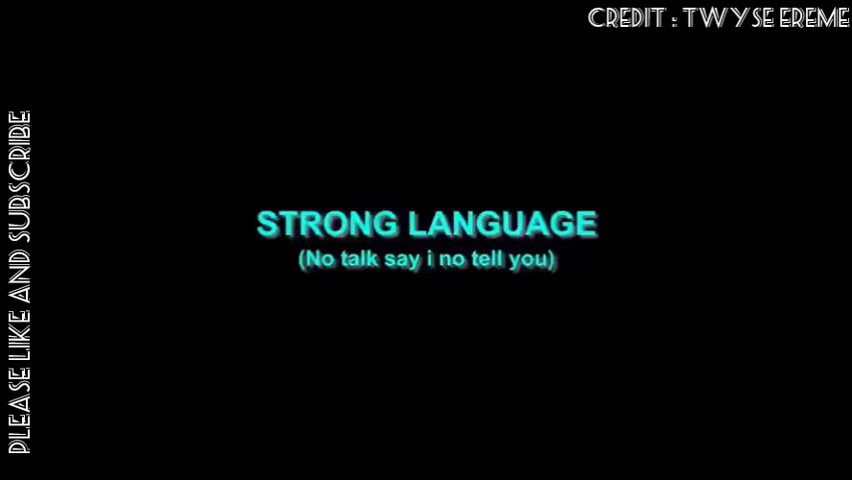 CREDIT : TWYSE EREME
PLEASE LIKE AND SUBSCRIBE
STRONG LANGUAGE
(No talk say i no tell you)